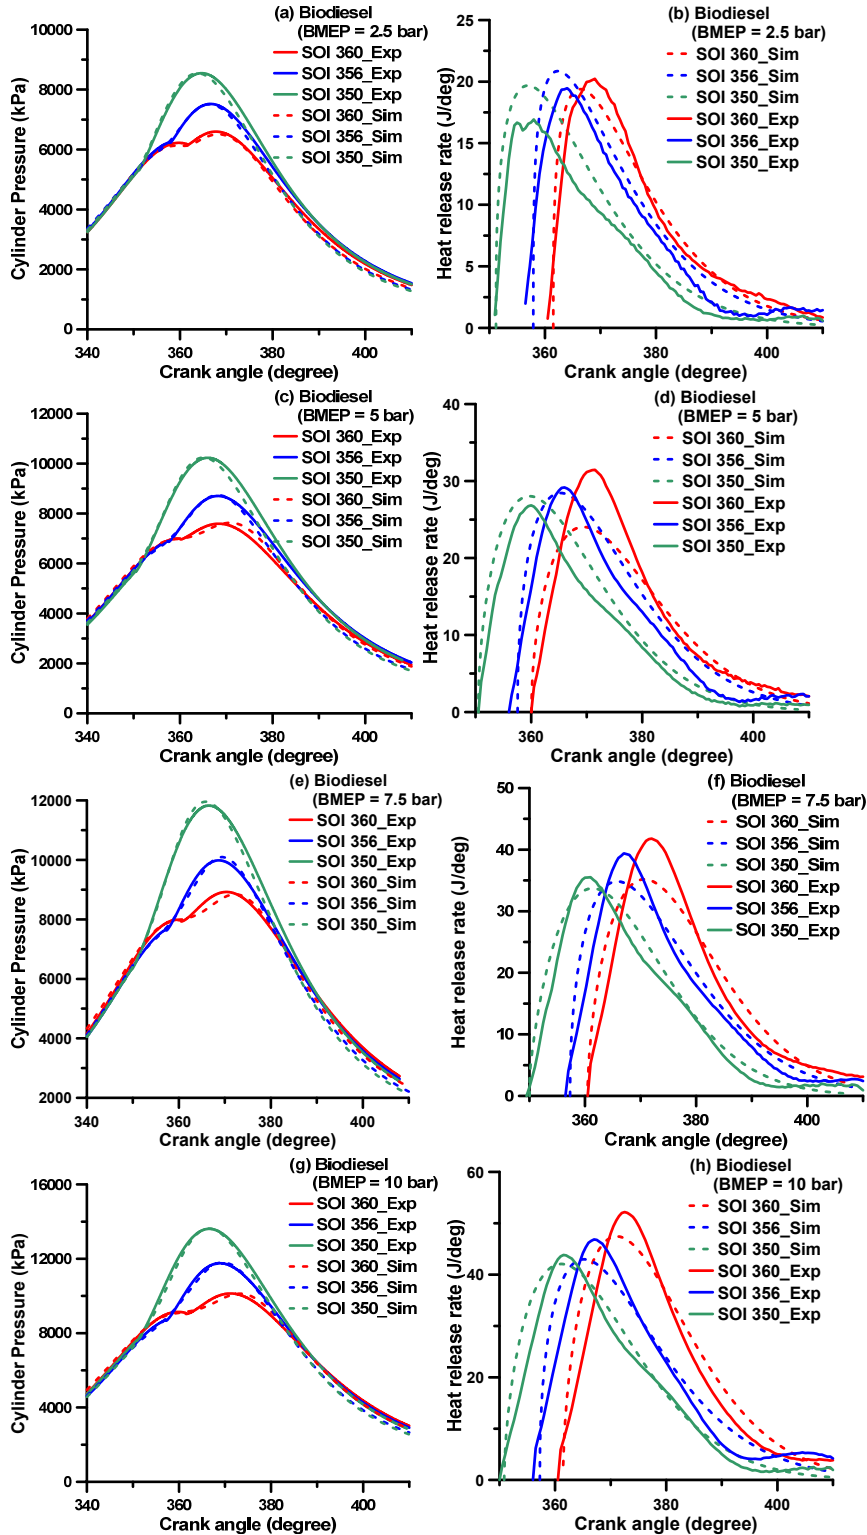 (a) Biodiesel
(BMEP = 2.5 bar)
SOI 360_Exp
SOI 356_Exp
SOI 350_Exp
SOI 360_Sim
SOI 356_Sim
SOI 350_Sim
Cylinder Pressure (kPa)
10000
8000
6000
4000
2000
0
340
360
380
400
Crank angle (degree)
(b) Biodiesel
(BMEP = 2.5 bar)
SOI 360_Sim
SOI 356_Sim
SOI 350_Sim
SOI 360_Exp
SOI 356_Exp
SOI 350_Exp
Heat release rate (J/deg)
25
20
15
10
5
0
360
380
400
Crank angle (degree)
(c) Biodiesel
(BMEP = 5 bar)
SOI 360_Exp
SOI 356_Exp
SOI 350_Exp
SOI 360_Sim
SOI 356_Sim
SOI 350_Sim
Cylinder Pressure (kPa)
12000
10000
8000
6000
4000
2000
0
340
360
380
400
Crank angle (degree)
(d) Biodiesel
(BMEP = 5 bar)
SOI 360_Sim
SOI 356_Sim
SOI 350_Sim
SOI 360_Exp
SOI 356_Exp
SOI 350_Exp
Heat release rate (J/deg)
40
30
20
10
0
360
380
400
Crank angle (degree)
(e) Biodiesel
(BMEP = 7.5 bar)
SOI 360_Exp
SOI 356_Exp
SOI 350_Exp
SOI 360_Sim
SOI 356_Sim
SOI 350_Sim
Cylinder Pressure (kPa)
12000
10000
8000
6000
4000
2000
340
360
380
400
Crank angle (degree)
(f) Biodiesel
(BMEP = 7.5 bar)
SOI 360_Sim
SOI 356_Sim
SOI 350_Sim
SOI 360_Exp
SOI 356_Exp
SOI 350_Exp
Heat release rate (J/deg)
50
40
30
20
10
0
360
380
400
Crank angle (degree)
(g) Biodiesel
(BMEP = 10 bar)
SOI 360_Exp
SOI 356_Exp
SOI 350_Exp
SOI 360_Sim
SOI 356_Sim
SOI 350_Sim
Cylinder Pressure (kPa)
16000
14000
12000
10000
8000
6000
4000
2000
0
340
360
380
400
Crank angle (degree)
(h) Biodiesel
(BMEP = 10 bar)
SOI 360_Sim
SOI 356_Sim
SOI 350_Sim
SOI 360_Exp
SOI 356_Exp
SOI 350_Exp
Heat release rate (J/deg)
60
40
20
0
360
380
400
Crank angle (degree)